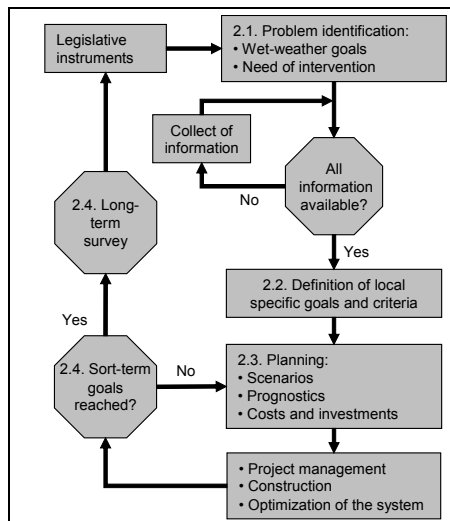 Legislative
instruments
2.1. Problem identification:
• Wet-weather goals
• Need of intervention
Collect of
information
All
information
available?
No
Yes
2.4. Long-
term
survey
2.2. Definition of local
specific goals and criteria
Yes
2.4. Sort-term
goals
reached?
No
2.3. Planning:
• Scenarios
• Prognostics
• Costs and investments
• Project management
• Construction
• Optimization of the system